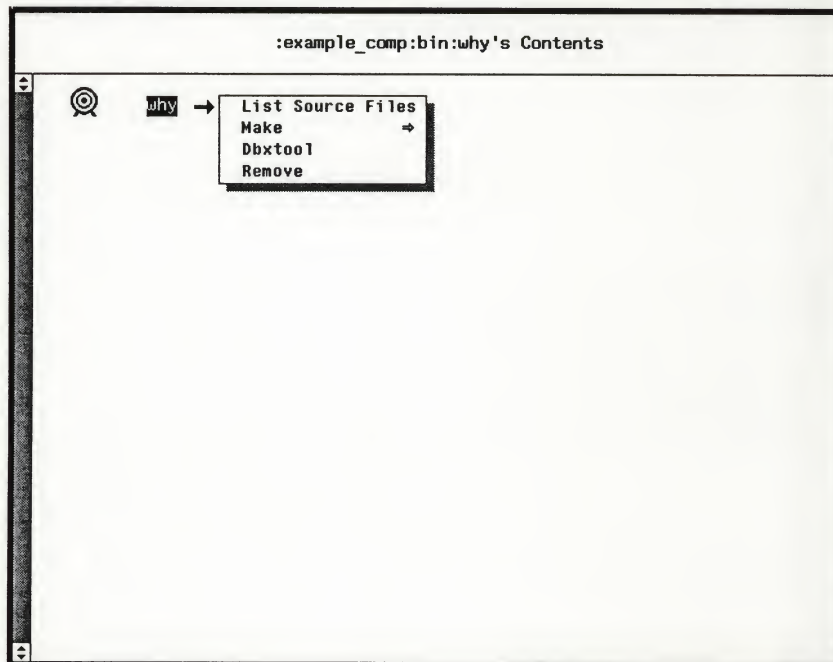 :example_comp:bin:why's Contents
why → List Source Files
Make ⇒
Dbxtool
Remove